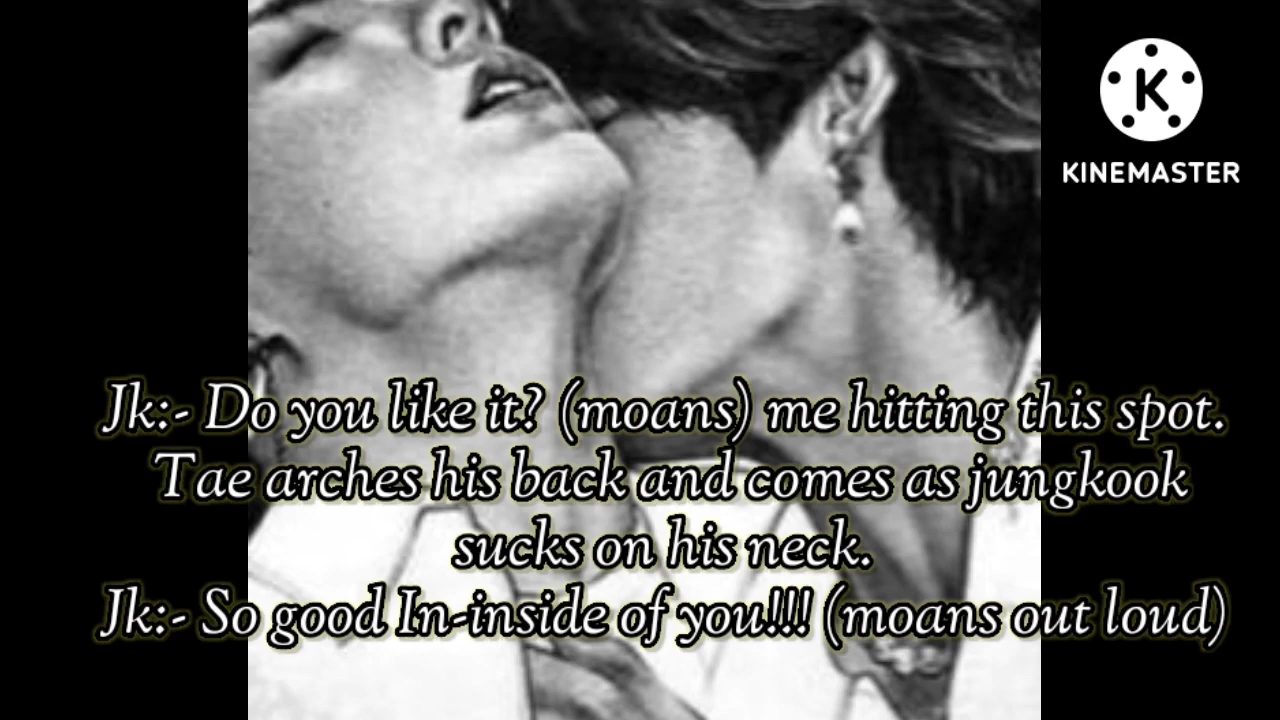 KINEMASTER
Jk:- Do you like it? (moans) me hitting this spot.
Tae arches his back and comes as jungkook
sucks on his neck.
Jk:- So good In-inside of you!!! (moans out loud)